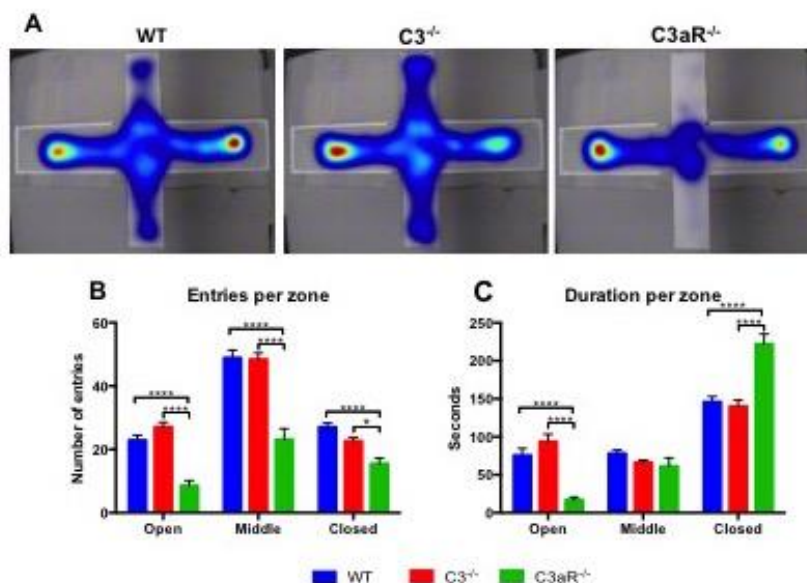 A
WT
C3-/-
C3aR-/-
B
Entries per zone
Number of entries
60
40
20
0
****
****
****
****
****
*
Open
Middle
Closed
C
Duration per zone
Seconds
250
200
150
100
50
0
****
****
****
****
Open
Middle
Closed
WT
C3-/-
C3aR-/-